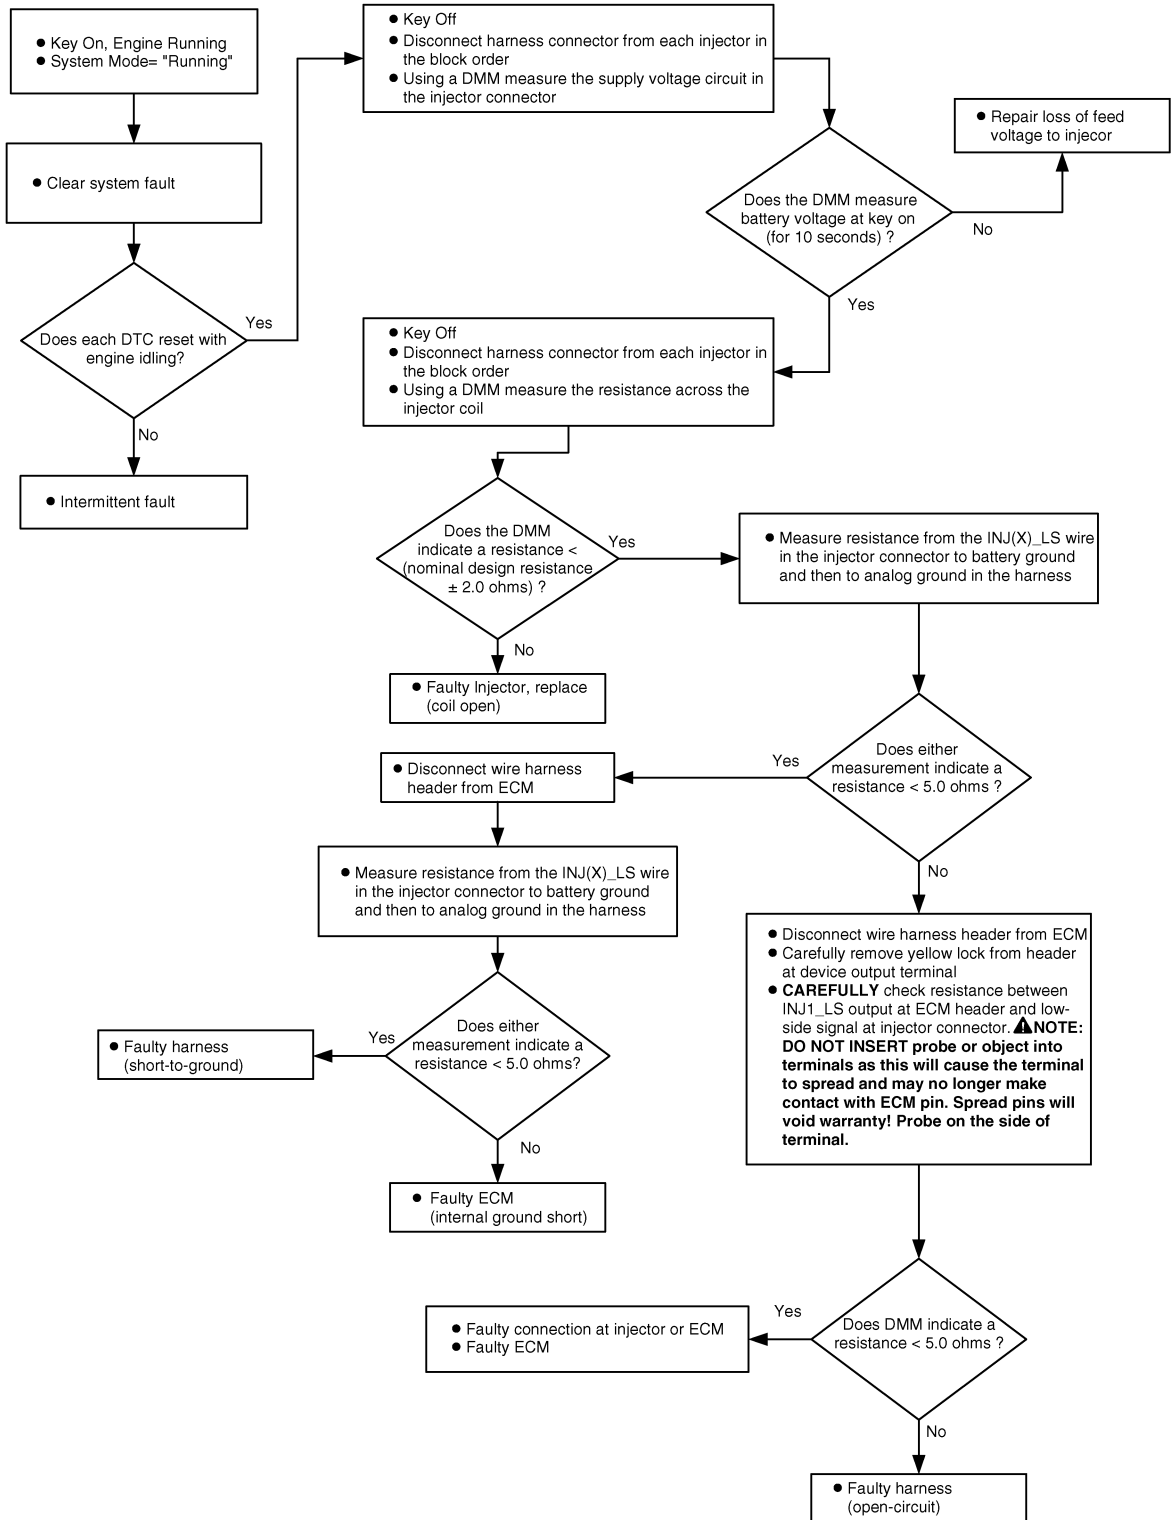 ● Key On, Engine Running
● System Mode= "Running"
● Clear system fault
Does each DTC reset with
engine idling?
Yes
No
● Intermittent fault
● Key Off
● Disconnect harness connector from each injector in
the block order
● Using a DMM measure the supply voltage circuit in
the injector connector
Does the DMM measure
battery voltage at key on
(for 10 seconds) ?
No
● Repair loss of feed
voltage to injecor
Yes
● Key Off
● Disconnect harness connector from each injector in
the block order
● Using a DMM measure the resistance across the
injector coil
Does the DMM
indicate a resistance <
(nominal design resistance
± 2.0 ohms) ?
Yes
No
● Faulty Injector, replace
(coil open)
● Measure resistance from the INJ(X)_LS wire
in the injector connector to battery ground
and then to analog ground in the harness
Does either
measurement indicate a
resistance < 5.0 ohms ?
Yes
No
● Disconnect wire harness
header from ECM
● Measure resistance from the INJ(X)_LS wire
in the injector connector to battery ground
and then to analog ground in the harness
Does either
measurement indicate a
resistance < 5.0 ohms?
Yes
● Faulty harness
(short-to-ground)
No
● Faulty ECM
(internal ground short)
● Disconnect wire harness header from ECM
● Carefully remove yellow lock from header
at device output terminal
● CAREFULLY check resistance between
INJ1_LS output at ECM header and low-
side signal at injector connector. ⚠NOTE:
DO NOT INSERT probe or object into
terminals as this will cause the terminal
to spread and may no longer make
contact with ECM pin. Spread pins will
void warranty! Probe on the side of
terminal.
Does DMM indicate a
resistance < 5.0 ohms ?
Yes
● Faulty connection at injector or ECM
● Faulty ECM
No
● Faulty harness
(open-circuit)